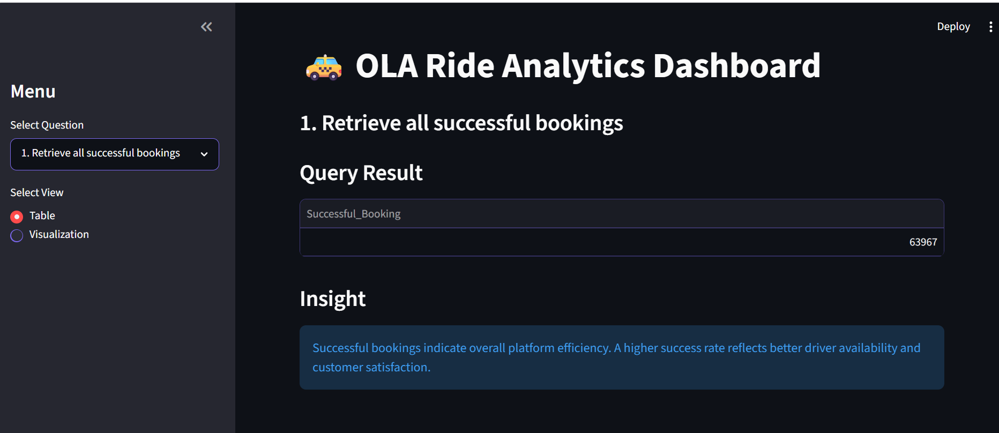 Deploy
Menu
Select Question
1. Retrieve all successful bookings
Select View
Table
Visualization
OLA Ride Analytics Dashboard
1. Retrieve all successful bookings
Query Result
Successful_Booking
63967
Insight
Successful bookings indicate overall platform efficiency. A higher success rate reflects better driver availability and
customer satisfaction.